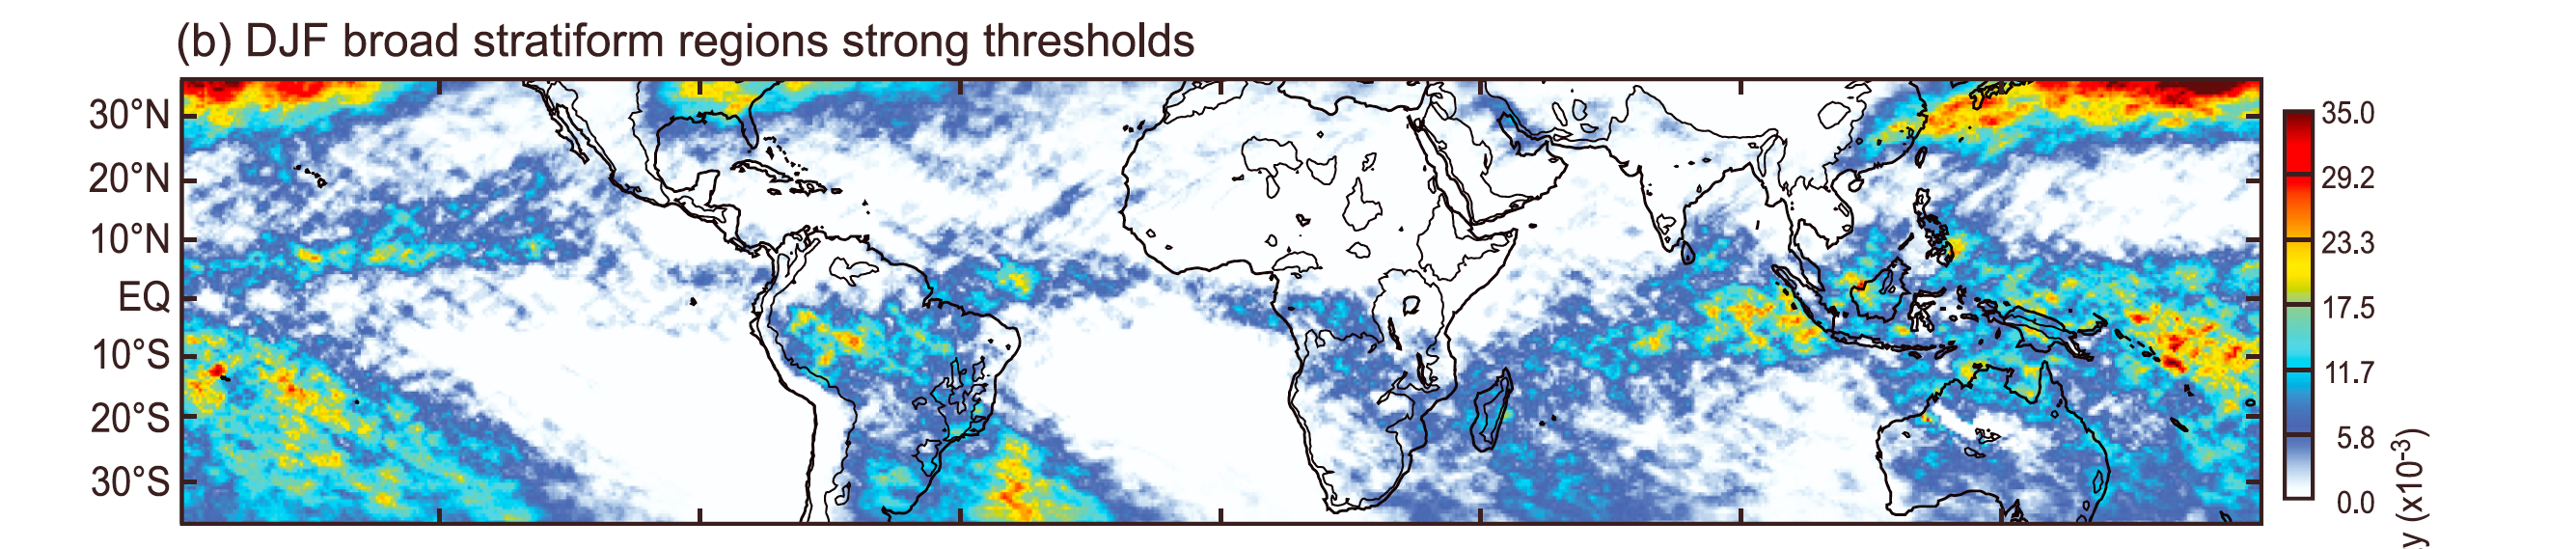 (b) DJF broad stratiform regions strong thresholds
30°N
20°N
10°N
EQ
10°S
20°S
30°S
35.0
29.2
23.3
17.5
11.7
5.8
0.0
y (x10-3)